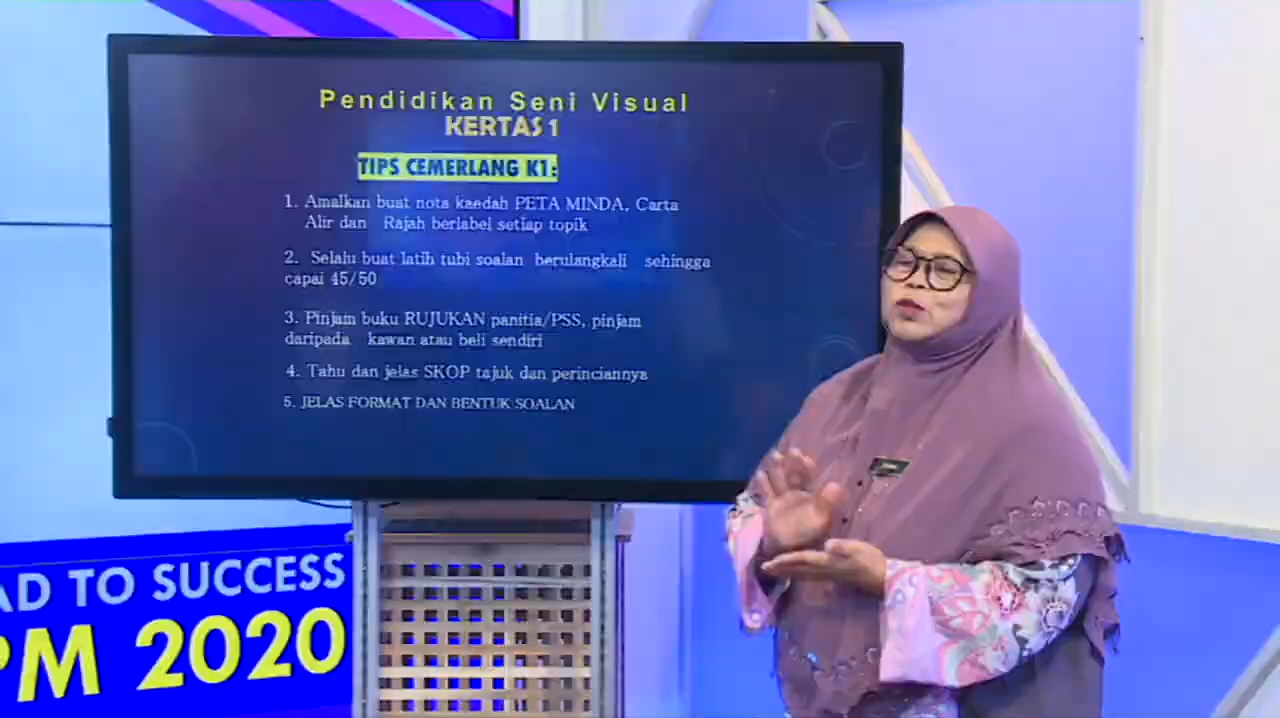 Pendidikan Seni Visual
KERTAS 1
TIPS CEMERLANG K1:
1. Amalkan buat nota kaedah PETA MINDA, Carta
Alir dan Rajah berlabel setiap topik
2. Selalu buat latih tubi soalan berulangkali sehingga
capai 45/50
3. Pinjam buku RUJUKAN panitia/PSS, pinjam
daripada kawan atau beli sendiri
4. Tahu dan jelas SKOP tajuk dan perinciannya
5. JELAS FORMAT DAN BENTUK SOALAN
AD TO SUCCESS
PM 2020